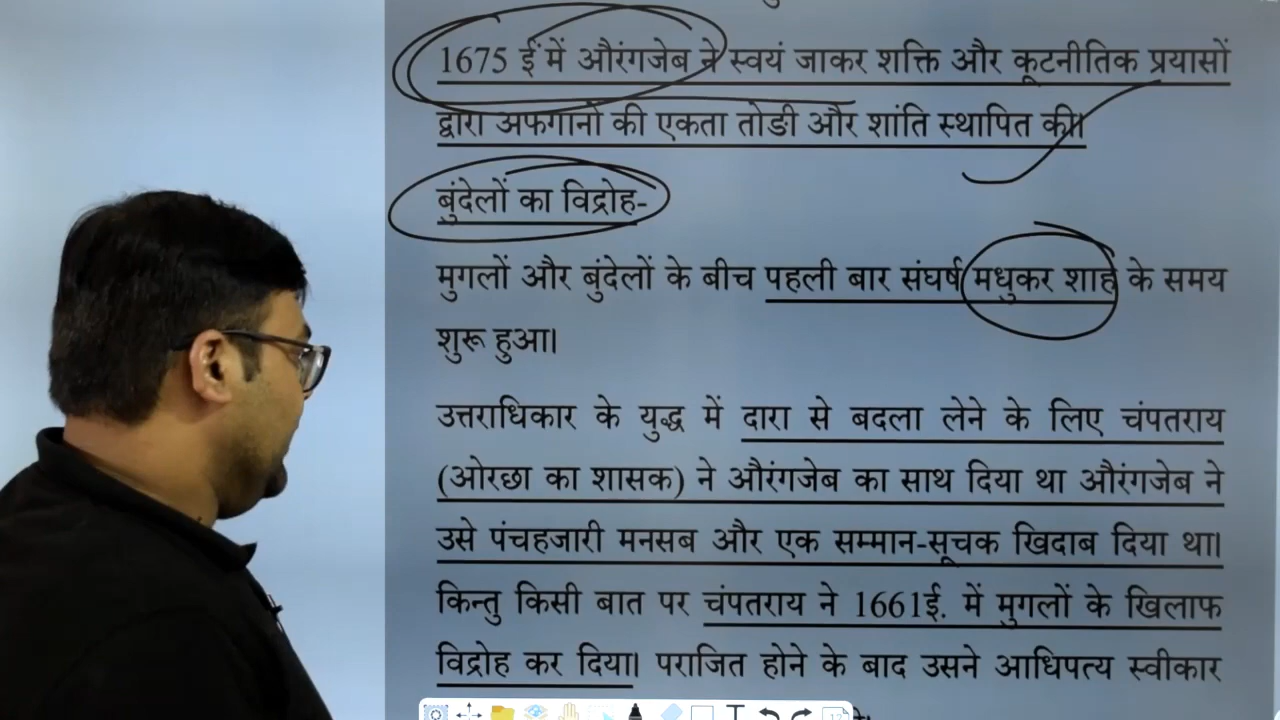 1675 ई में औरंगजेब ने स्वयं जाकर शक्ति और कूटनीतिक प्रयासों
द्वारा अफगानो की एकता तोडी और शांति स्थापित की।
बुंदेलों का विद्रोह-
मुगलों और बुंदेलों के बीच पहली बार संघर्ष मधुकर शाह के समय
शुरू हुआ।
उत्तराधिकार के युद्ध में दारा से बदला लेने के लिए चंपतराय
(ओरछा का शासक) ने औरंगजेब का साथ दिया था औरंगजेब ने
उसे पंचहजारी मनसब और एक सम्मान-सूचक खिदाब दिया था।
किन्तु किसी बात पर चंपतराय ने 1661ई. में मुगलों के खिलाफ
विद्रोह कर दिया। पराजित होने के बाद उसने आधिपत्य स्वीकार